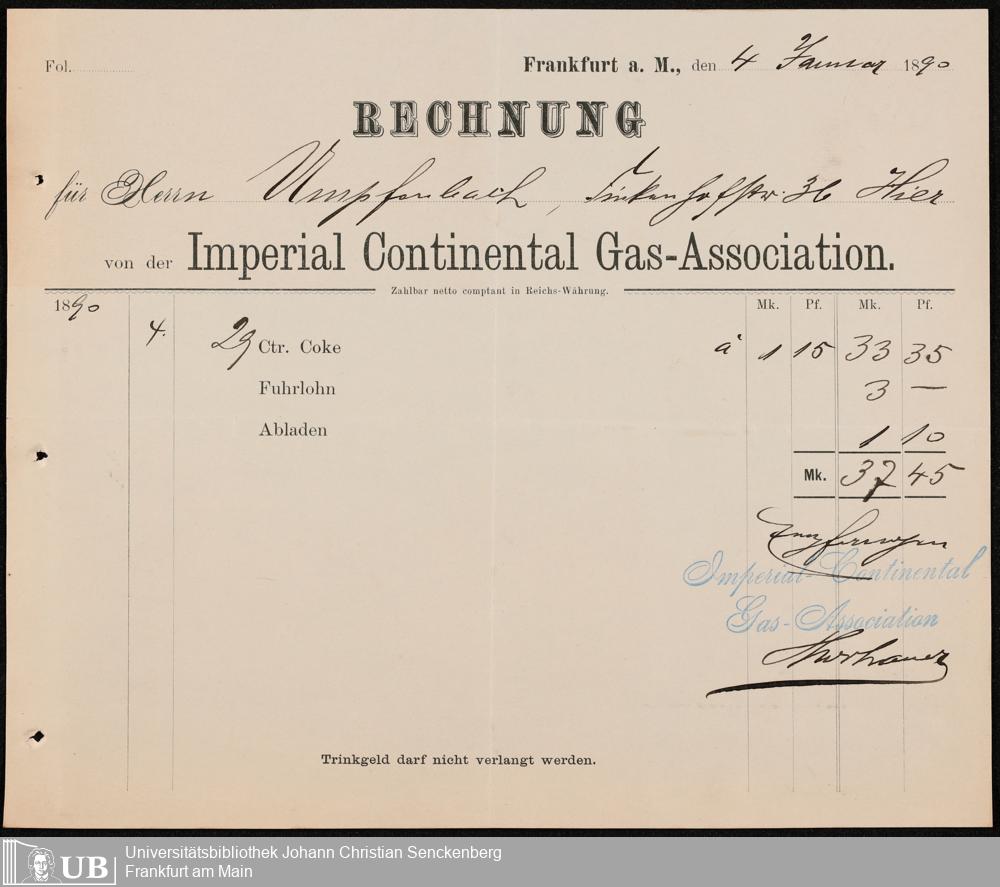 Fol. Frankfurt a. M., den 4 Januar 1890
RECHNUNG
für Herrn Umpfenbach, Finkenhofstr. 36 Hier
von der Imperial Continental Gas-Association.
Zahlbar netto comptant in Reichs-Währung.
1890 Mk. Pf. Mk. Pf.
4. 29 Ctr. Coke à 1 15 33 35
Fuhrlohn 3 —
Abladen 1 10
Mk. 37 45
Empfangen
Imperial-Continental
Gas-Association
Trinkgeld darf nicht verlangt werden.
UB Universitätsbibliothek Johann Christian Senckenberg
Frankfurt am Main